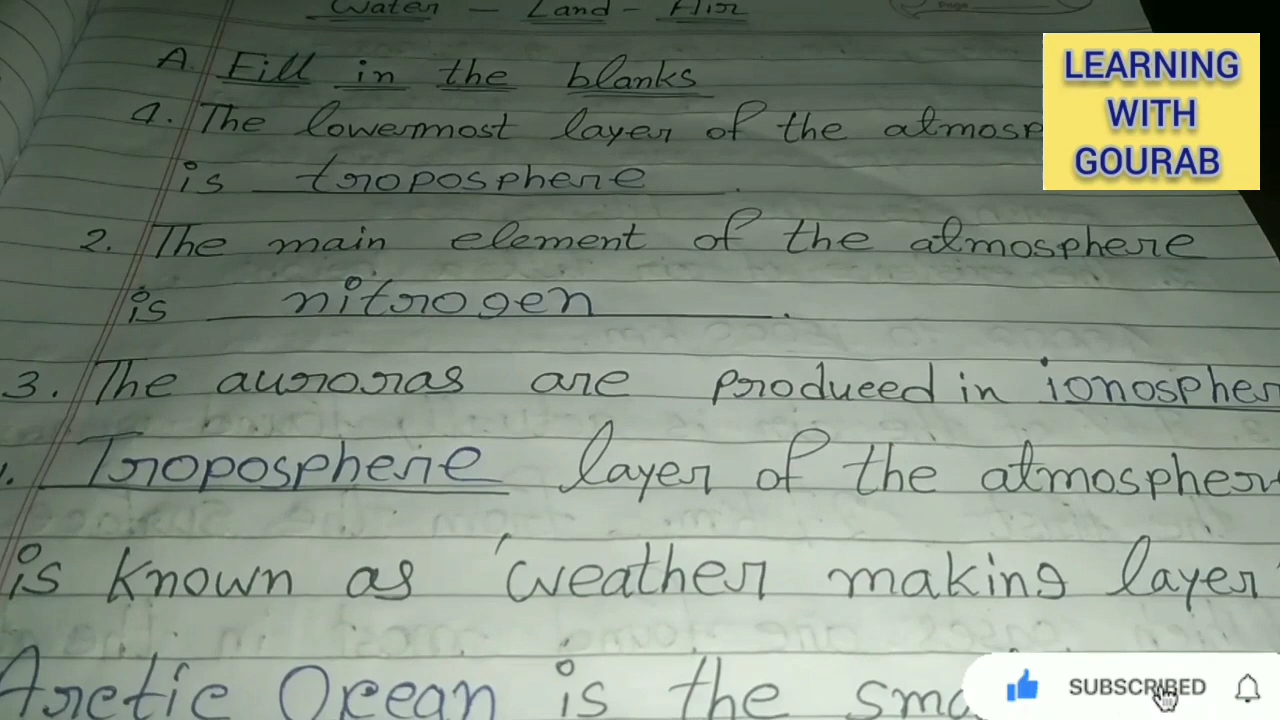 Water - Land - Air
A. Fill in the blanks
1. The lowermost layer of the atmosp
is troposphere.
2. The main element of the atmosphere
is nitrogen.
3. The auroras are produced in ionospher
1. Troposphere layer of the atmospher
is known as 'weather making layer'
Arctic Ocean is the sma
LEARNING
WITH
GOURAB
SUBSCRIBED